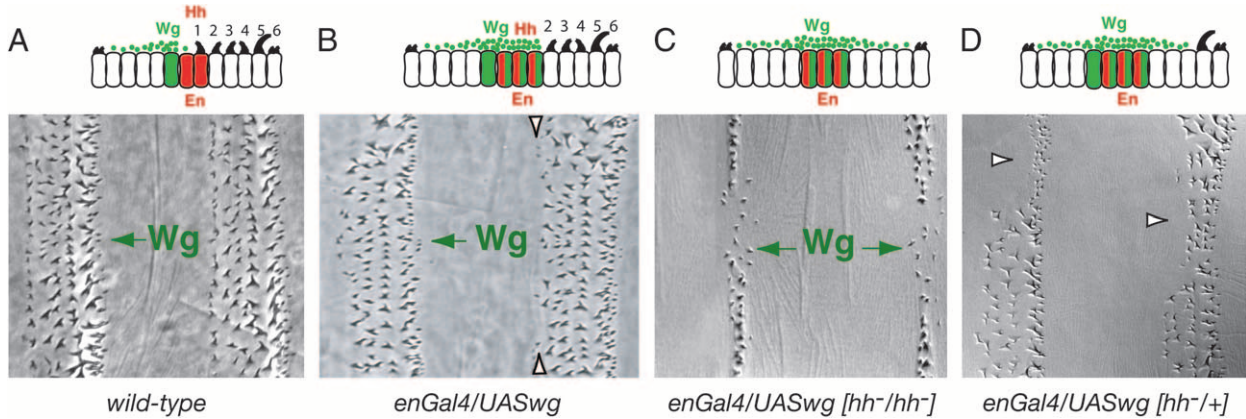 A
Hh
Wg
1 2 3 4 5 6
En
B
Wg
Hh
2 3 4 5 6
En
C
Wg
En
D
Wg
En
Wg
Wg
Wg
wild-type
enGal4/UASwg
enGal4/UASwg [hh⁻/hh⁻]
enGal4/UASwg [hh⁻/+]